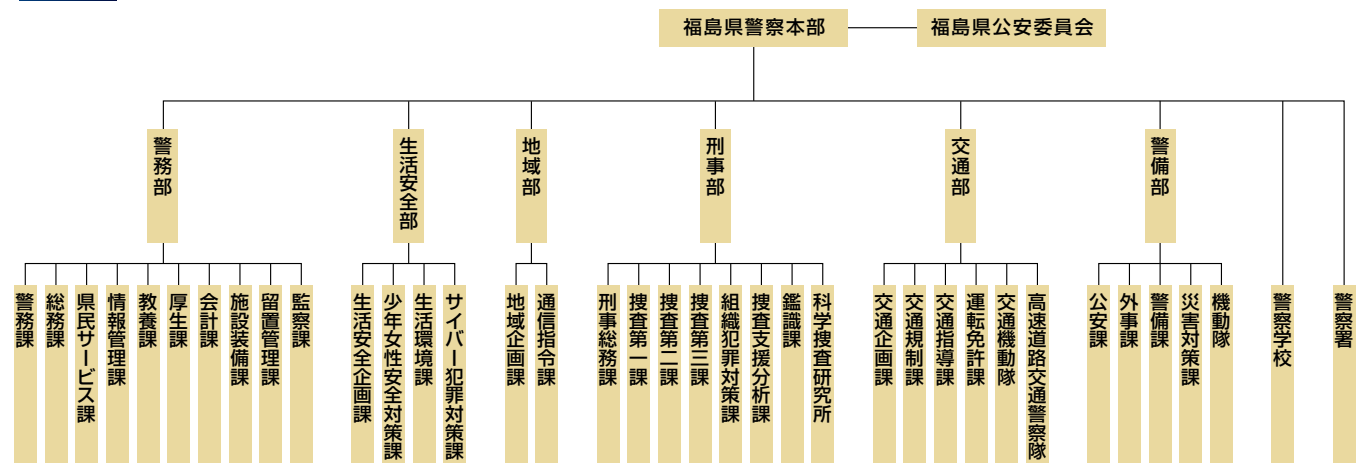 福島県警察本部
福島県公安委員会
警務部
生活安全部
地域部
刑事部
交通部
警備部
警務課
総務課
県民サービス課
情報管理課
教養課
厚生課
会計課
施設装備課
留置管理課
監察課
生活安全企画課
少年女性安全対策課
生活環境課
サイバー犯罪対策課
地域企画課
通信指令課
刑事総務課
捜査第一課
捜査第二課
捜査第三課
組織犯罪対策課
捜査支援分析課
鑑識課
科学捜査研究所
交通企画課
交通規制課
交通指導課
運転免許課
交通機動隊
高速道路交通警察隊
公安課
外事課
警備課
災害対策課
機動隊
警察学校
警察署